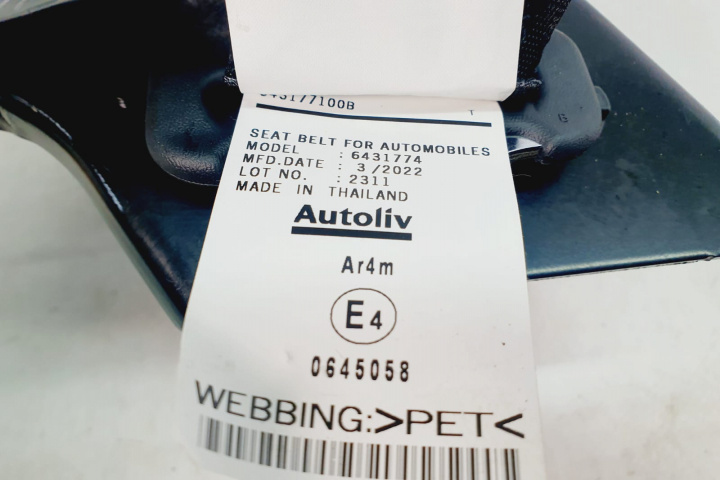 643177100B
T
G
SEAT BELT FOR AUTOMOBILES
MODEL : 6431774
MFD.DATE : 3/2022
LOT NO. : 2311
MADE IN THAILAND
Autoliv
Ar4m
E4
0645058
WEBBING:>PET<